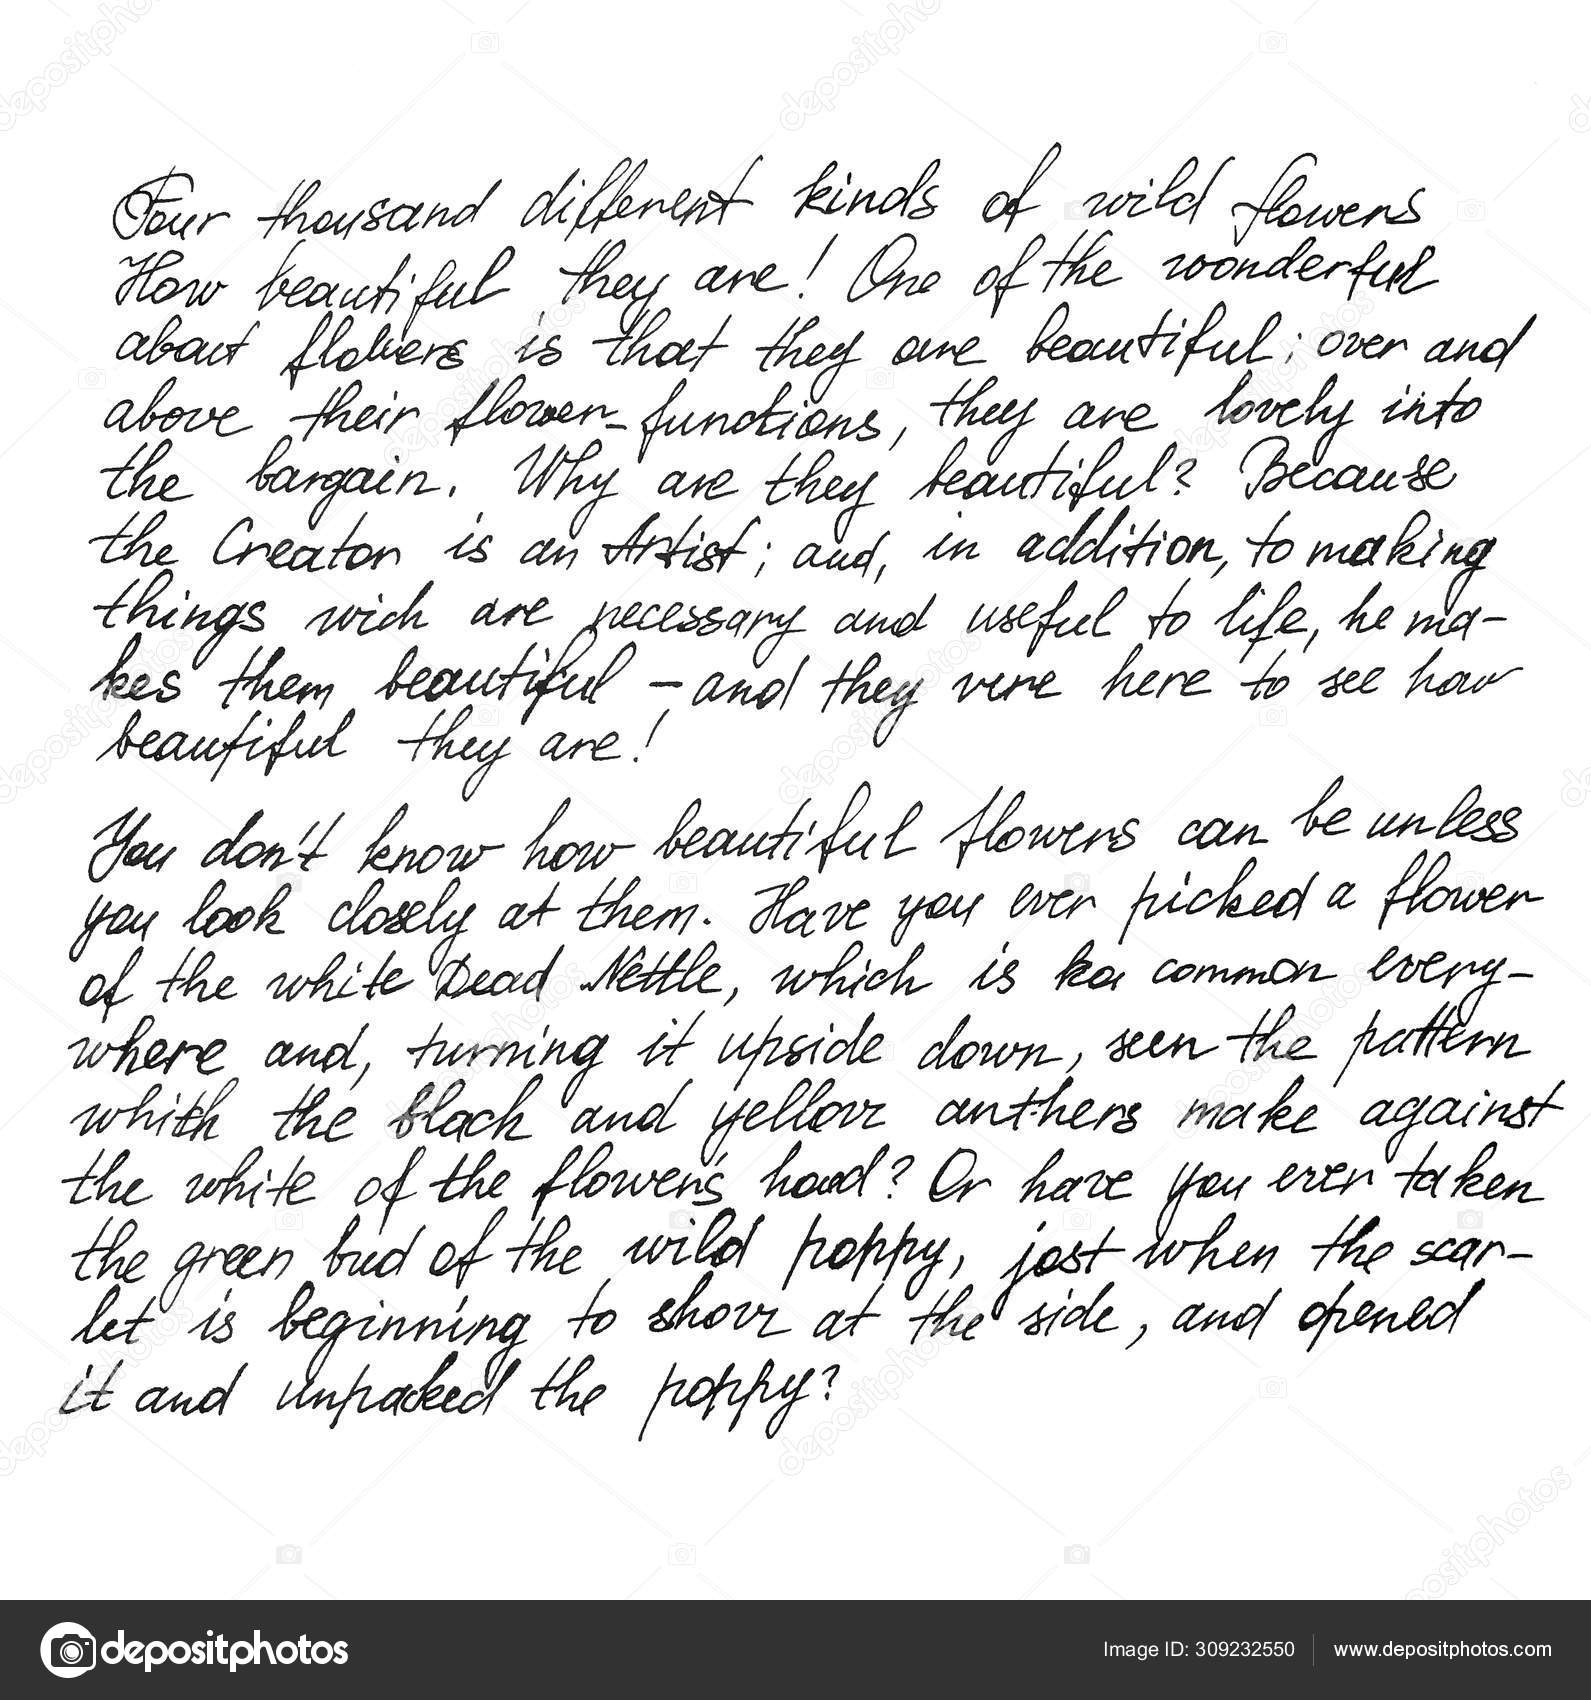 Four thousand different kinds of wild flowers
How beautiful they are! One of the wonderful
about flowers is that they are beautiful; over and
above their flower-functions, they are lovely into
the bargain. Why are they beautiful? Because
the Creator is an Artist; and, in addition, to making
things wich are necessary and useful to life, he ma-
kes them beautiful - and they were here to see how
beautiful they are!
You don't know how beautiful flowers can be unless
you look closely at them. Have you ever picked a flower
of the white Dead Nettle, which is common every-
where and, turning it upside down, seen the pattern
the black and yellow anthers make against
the white of the flower's hood? Or have you ever taken
the green bud of the wild poppy, jost when the scar-
let is beginning to show at the side, and opened
it and unpacked the poppy?
depositphotos
Image ID: 309232550 www.depositphotos.com